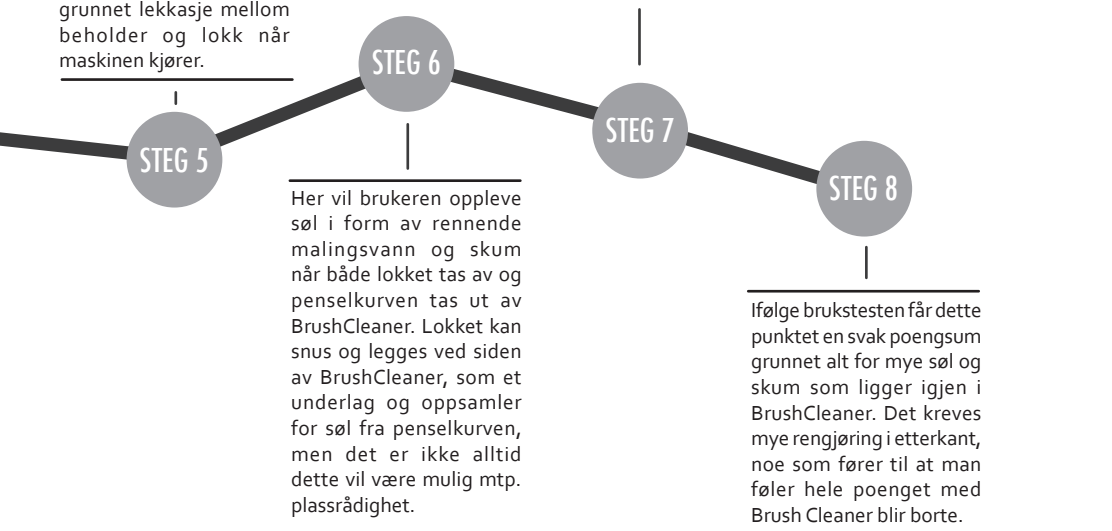 grunnet lekkasje mellom
beholder og lokk når
maskinen kjører.
STEG 5
STEG 6
Her vil brukeren oppleve
søl i form av rennende
malingsvann og skum
når både lokket tas av og
penselkurven tas ut av
BrushCleaner. Lokket kan
snus og legges ved siden
av BrushCleaner, som et
underlag og oppsamler
for søl fra penselkurven,
men det er ikke alltid
dette vil være mulig mtp.
plassrådighet.
STEG 7
STEG 8
Ifølge brukstesten får dette
punktet en svak poengsum
grunnet alt for mye søl og
skum som ligger igjen i
BrushCleaner. Det kreves
mye rengjøring i etterkant,
noe som fører til at man
føler hele poenget med
Brush Cleaner blir borte.